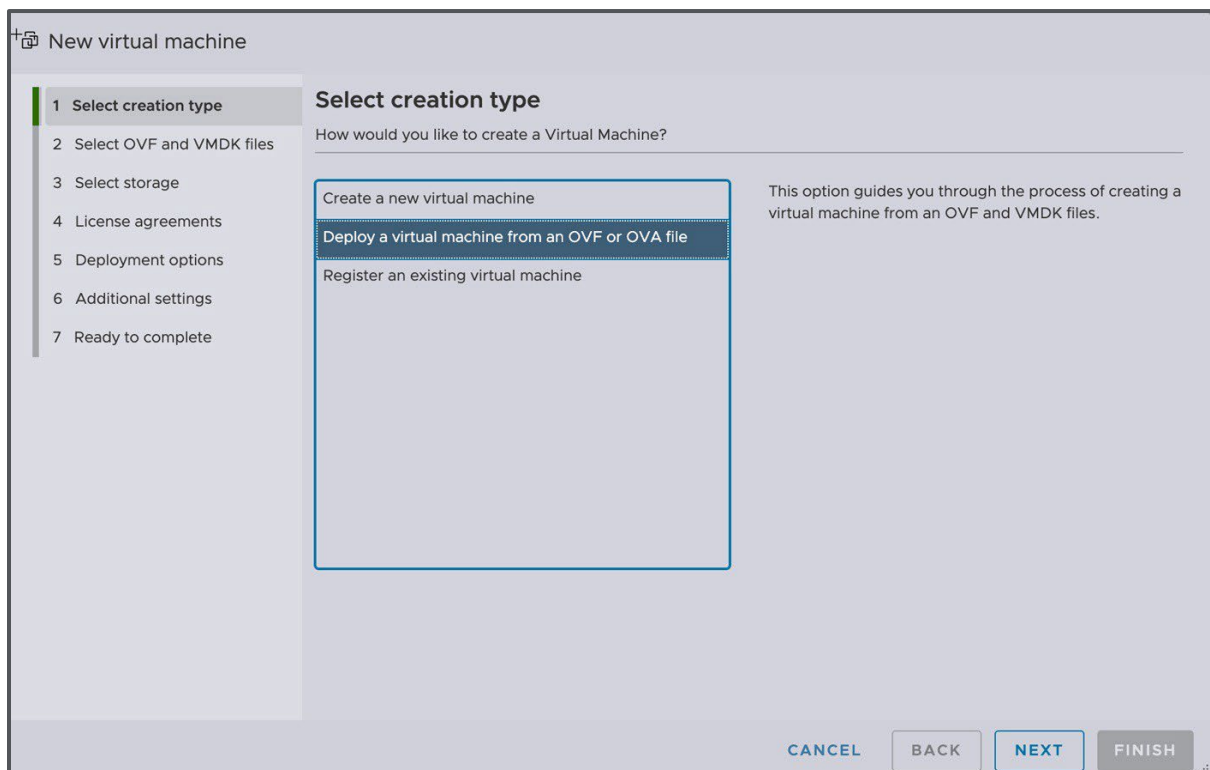 New virtual machine
1 Select creation type
2 Select OVF and VMDK files
3 Select storage
4 License agreements
5 Deployment options
6 Additional settings
7 Ready to complete
Select creation type
How would you like to create a Virtual Machine?
Create a new virtual machine
Deploy a virtual machine from an OVF or OVA file
Register an existing virtual machine
This option guides you through the process of creating a
virtual machine from an OVF and VMDK files.
CANCEL
BACK
NEXT
FINISH